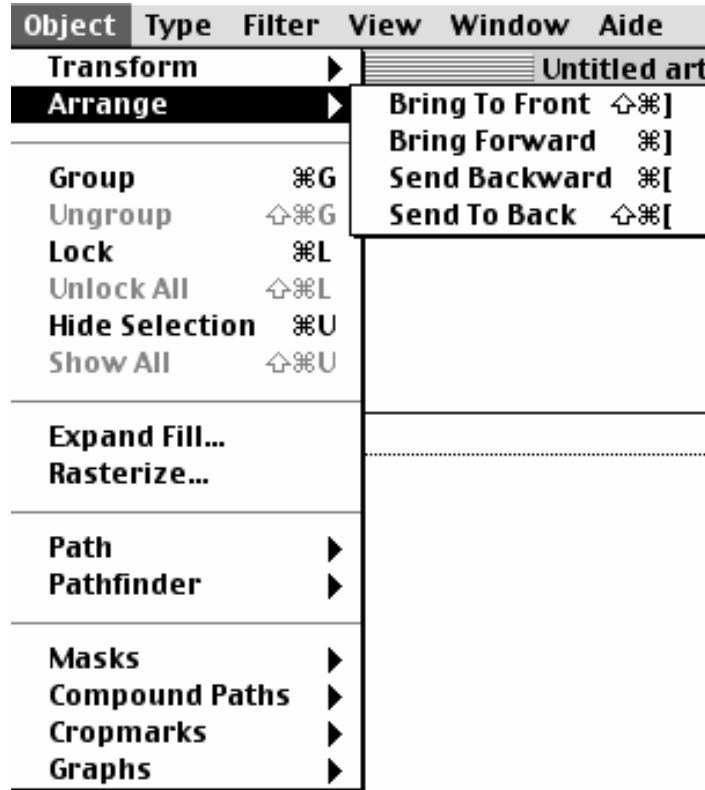 Object Type Filter View Window Aide
Untitled art
Transform
Arrange
Bring To Front ⇧⌘]
Bring Forward ⌘]
Send Backward ⌘[
Send To Back ⇧⌘[
Group ⌘G
Ungroup ⇧⌘G
Lock ⌘L
Unlock All ⇧⌘L
Hide Selection ⌘U
Show All ⇧⌘U
Expand Fill...
Rasterize...
Path
Pathfinder
Masks
Compound Paths
Cropmarks
Graphs